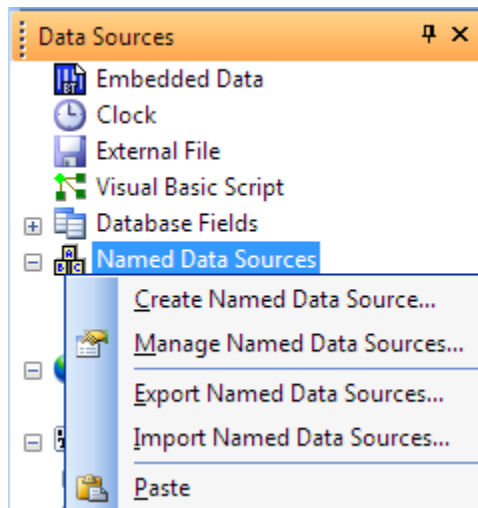 Data Sources
Embedded Data
Clock
External File
Visual Basic Script
Database Fields
Named Data Sources
Create Named Data Source...
Manage Named Data Sources...
Export Named Data Sources...
Import Named Data Sources...
Paste